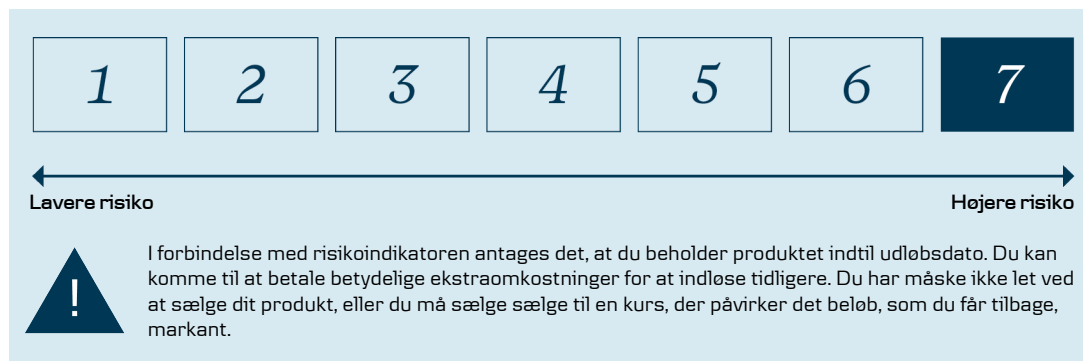 1 2 3 4 5 6 7
Lavere risiko Højere risiko
! I forbindelse med risikoindikatoren antages det, at du beholder produktet indtil udløbsdato. Du kan
komme til at betale betydelige ekstraomkostninger for at indløse tidligere. Du har måske ikke let ved
at sælge dit produkt, eller du må sælge sælge til en kurs, der påvirker det beløb, som du får tilbage,
markant.